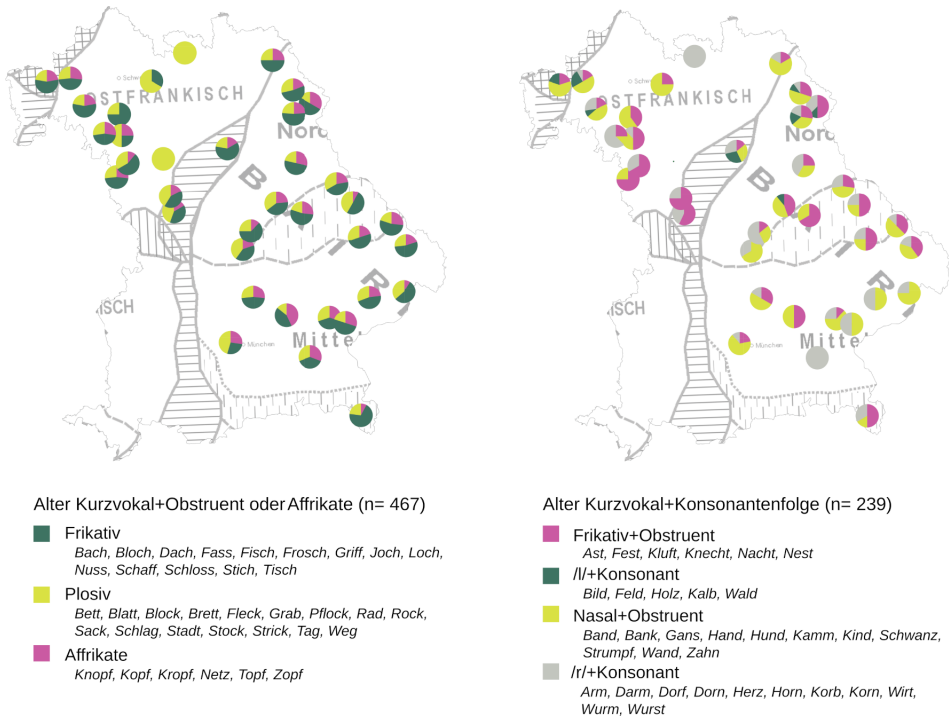 Schw
Schw
OSTFRÄNKISCH
OSTFRÄNKISCH
Nord
Nord
B
A
I
R
B
A
I
R
ISCH
ISCH
München
München
Mittel
Mittel
Alter Kurzvokal+Obstruent oder Affrikate (n= 467)
Frikativ
Bach, Bloch, Dach, Fass, Fisch, Frosch, Griff, Joch, Loch,
Nuss, Schaff, Schloss, Stich, Tisch
Plosiv
Bett, Blatt, Block, Brett, Fleck, Grab, Pflock, Rad, Rock,
Sack, Schlag, Stadt, Stock, Strick, Tag, Weg
Affrikate
Knopf, Kopf, Kropf, Netz, Topf, Zopf
Alter Kurzvokal+Konsonantenfolge (n= 239)
Frikativ+Obstruent
Ast, Fest, Kluft, Knecht, Nacht, Nest
/l/+Konsonant
Bild, Feld, Holz, Kalb, Wald
Nasal+Obstruent
Band, Bank, Gans, Hand, Hund, Kamm, Kind, Schwanz,
Strumpf, Wand, Zahn
/r/+Konsonant
Arm, Darm, Dorf, Dorn, Herz, Horn, Korb, Korn, Wirt,
Wurm, Wurst